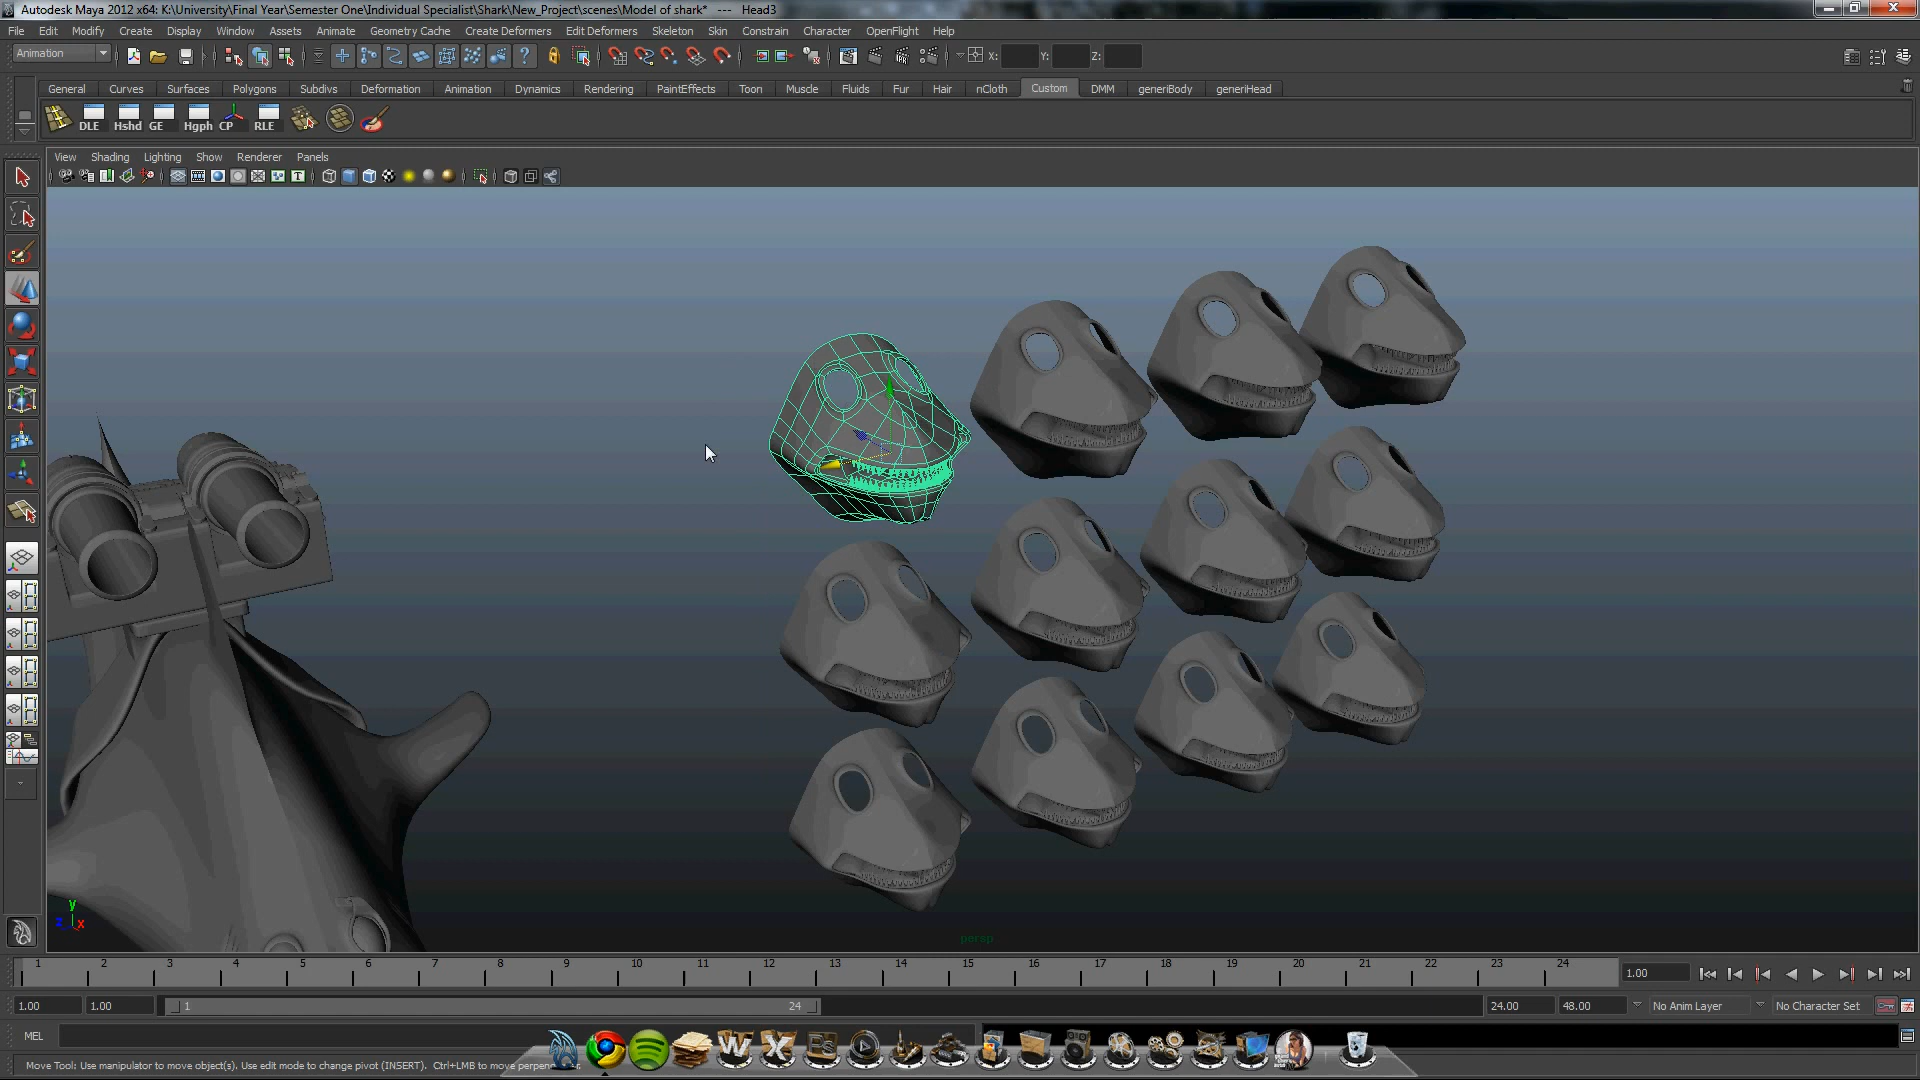 Autodesk Maya 2012 x64: K:\University\Final Year\Semester One\Individual Specialist\Shark\New_Project\scenes\Model of shark* --- Head3
File Edit Modify Create Display Window Assets Animate Geometry Cache Create Deformers Edit Deformers Skeleton Skin Constrain Character OpenFlight Help
Animation X: Y: Z:
General Curves Surfaces Polygons Subdivs Deformation Animation Dynamics Rendering PaintEffects Toon Muscle Fluids Fur Hair nCloth Custom DMM generiBody generiHead
DLE Hshd GE Hgph CP RLE
View Shading Lighting Show Renderer Panels
y
z x
persp
1 2 3 4 5 6 7 8 9 10 11 12 13 14 15 16 17 18 19 20 21 22 23 24 1.00
1.00 1.00 1 24 24.00 48.00 No Anim Layer No Character Set
MEL
Move Tool: Use manipulator to move object(s). Use edit mode to change pivot (INSERT). Ctrl+LMB to move perpen